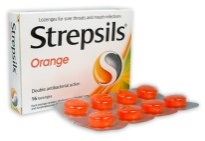 Lozenges for sore throats and mouth infections
Strepsils®
Orange
Double antibacterial action
16 lozenges